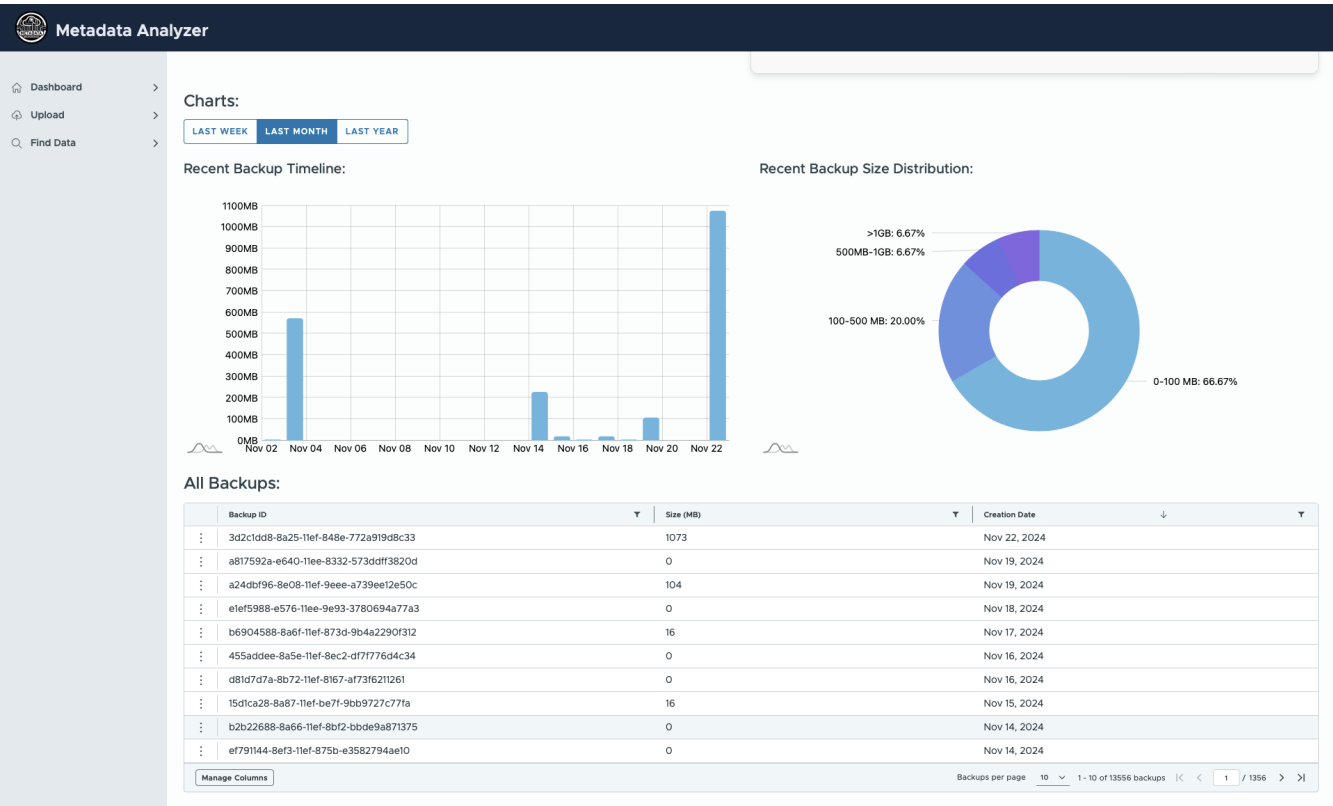 Metadata Analyzer
Dashboard
Upload
Find Data
Charts:
LAST WEEK LAST MONTH LAST YEAR
Recent Backup Timeline:
1100MB
1000MB
900MB
800MB
700MB
600MB
500MB
400MB
300MB
200MB
100MB
0MB
Nov 02 Nov 04 Nov 06 Nov 08 Nov 10 Nov 12 Nov 14 Nov 16 Nov 18 Nov 20 Nov 22
Recent Backup Size Distribution:
>1GB: 6.67%
500MB-1GB: 6.67%
100-500 MB: 20.00%
0-100 MB: 66.67%
All Backups:
Backup ID Size (MB) Creation Date
3d2c1dd8-8a25-11ef-848e-772a919d8c33 1073 Nov 22, 2024
a817592a-e640-11ee-8332-573ddff3820d 0 Nov 19, 2024
a24dbf96-8e08-11ef-9eee-a739ee12e50c 104 Nov 19, 2024
e1ef5988-e576-11ee-9e93-3780694a77a3 0 Nov 18, 2024
b6904588-8a6f-11ef-873d-9b4a2290f312 16 Nov 17, 2024
455addee-8a5e-11ef-8ec2-df7f776d4c34 0 Nov 16, 2024
d81d7d7a-8b72-11ef-8167-af73f6211261 0 Nov 16, 2024
15d1ca28-8a87-11ef-be7f-9bb9727c77fa 16 Nov 15, 2024
b2b22688-8a66-11ef-8bf2-bbde9a871375 0 Nov 14, 2024
ef791144-8ef3-11ef-875b-e3582794ae10 0 Nov 14, 2024
Manage Columns Backups per page 10 1 - 10 of 13556 backups 1 / 1356